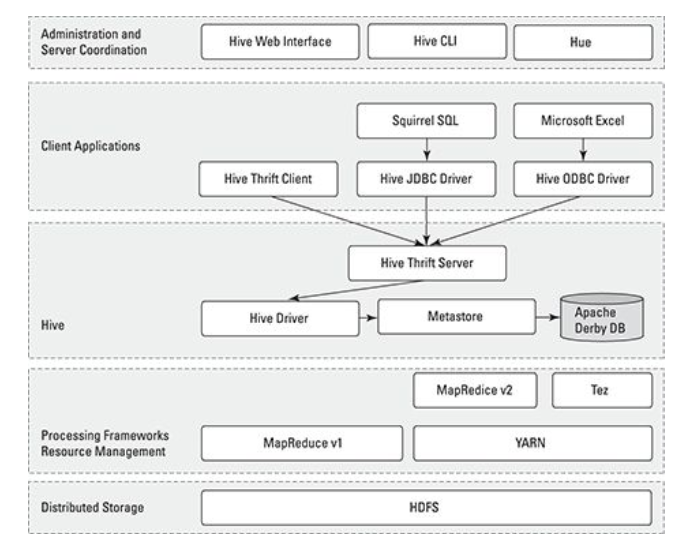 Administration and
Server Coordination
Hive Web Interface
Hive CLI
Hue
Client Applications
Squirrel SQL
Microsoft Excel
Hive Thrift Client
Hive JDBC Driver
Hive ODBC Driver
Hive
Hive Thrift Server
Hive Driver
Metastore
Apache
Derby DB
Processing Frameworks
Resource Management
MapRedice v2
Tez
MapReduce v1
YARN
Distributed Storage
HDFS